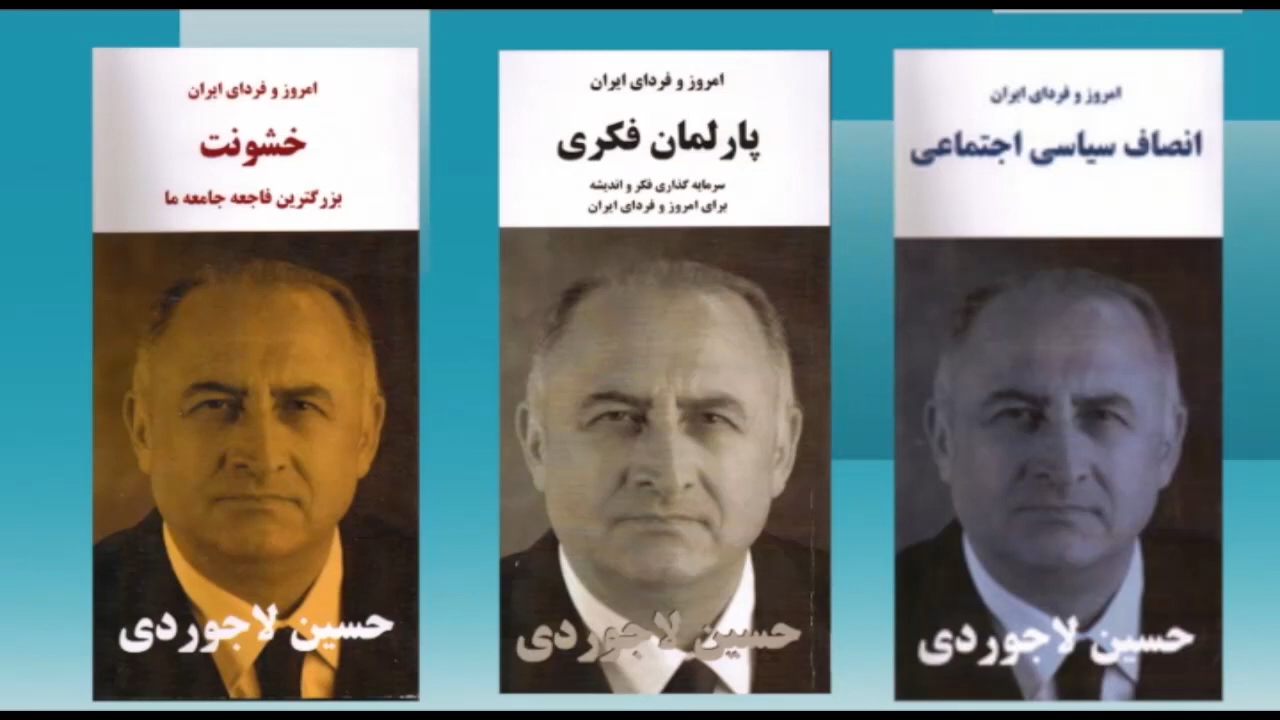 امروز و فردای ایران
انصاف سیاسی اجتماعی
حسین لاجوردی
امروز و فردای ایران
پارلمان فکری
سرمایه گذاری فکر و اندیشه
برای امروز و فردای ایران
حسین لاجوردی
امروز و فردای ایران
خشونت
بزرگترین فاجعه جامعه ما
حسین لاجوردی